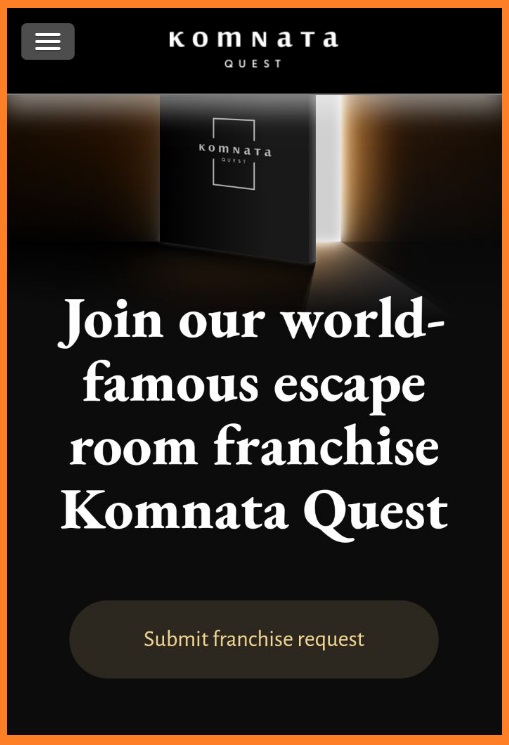 KOMNATA
QUEST
KOMNATA
QUEST
Join our world-
famous escape
room franchise
Komnata Quest
Submit franchise request